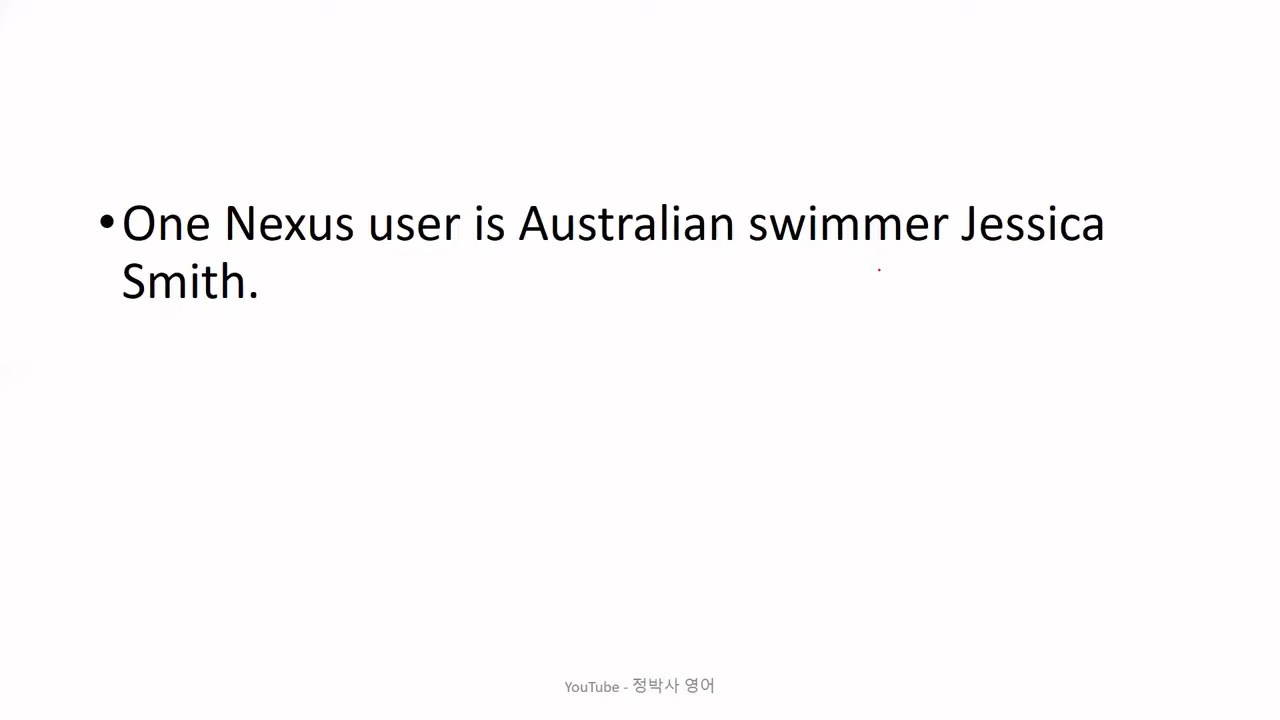 •One Nexus user is Australian swimmer Jessica
Smith.
YouTube - 정박사 영어